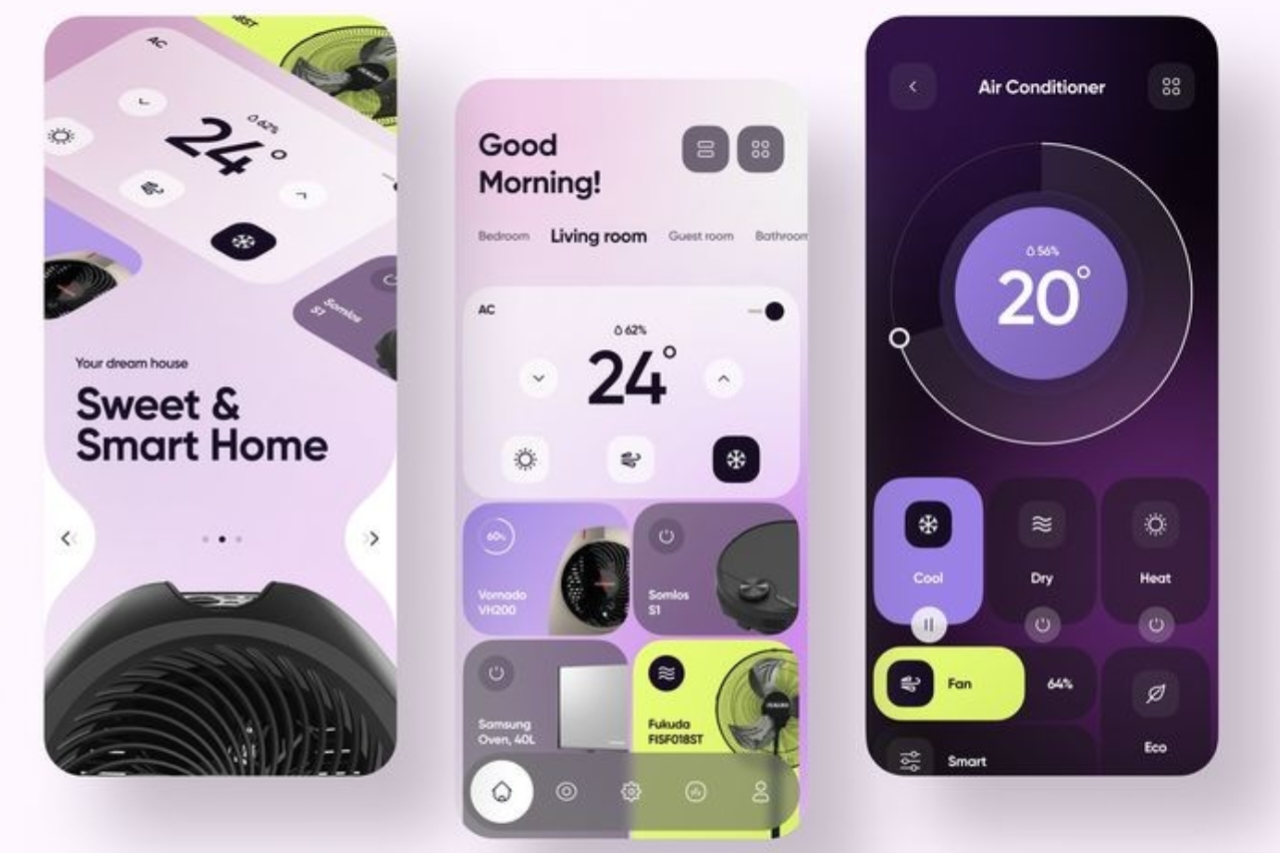 18ST
AC
62%
24°
Somlos
S1
Your dream house
Sweet &
Smart Home
Good
Morning!
Bedroom Living room Guest room Bathroom
AC
62%
24°
60%
Vornado
VH200
Somlos
S1
Samsung
Oven, 40L
Fukuda
FISF018ST
Air Conditioner
56%
20°
Cool Dry Heat
Fan 64%
Eco
Smart